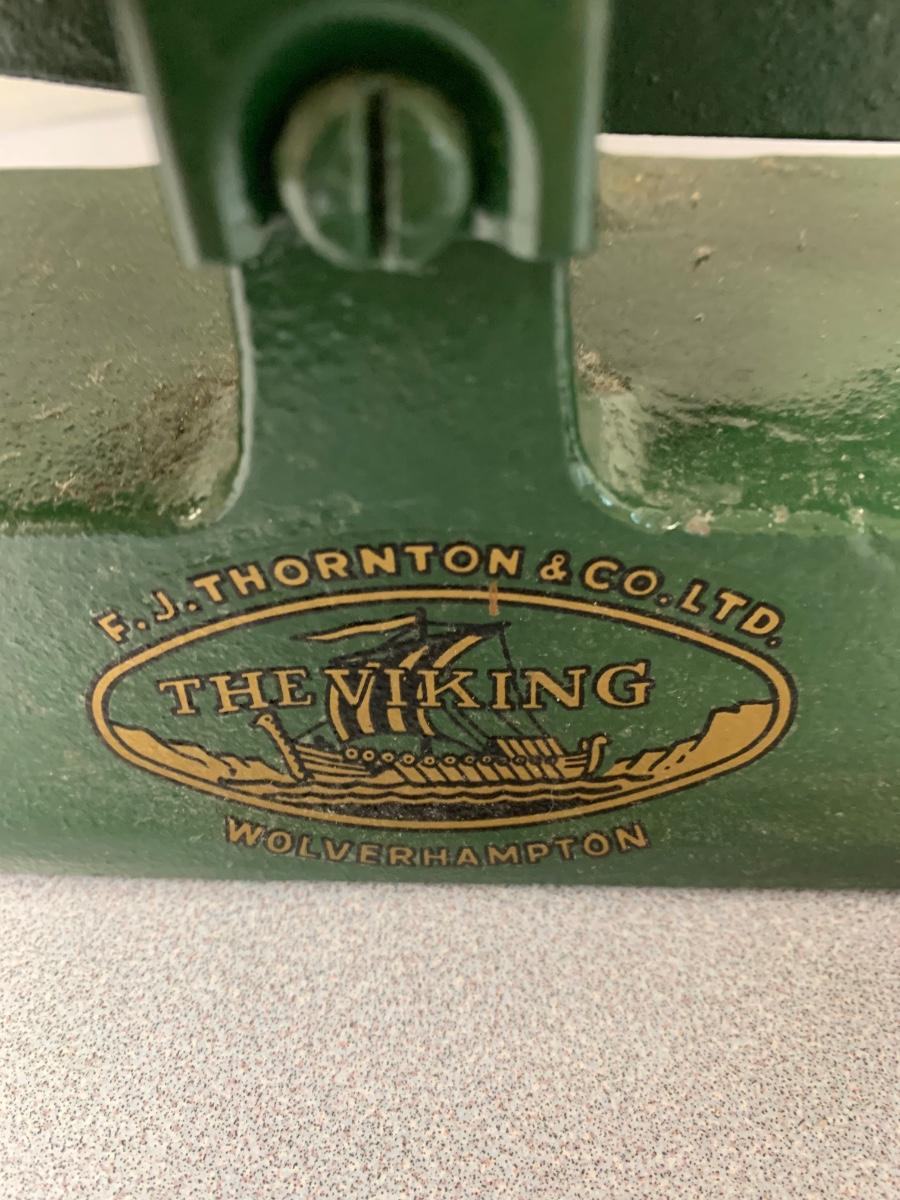 F. J. THORNTON & CO. LTD.
THE VIKING
WOLVERHAMPTON